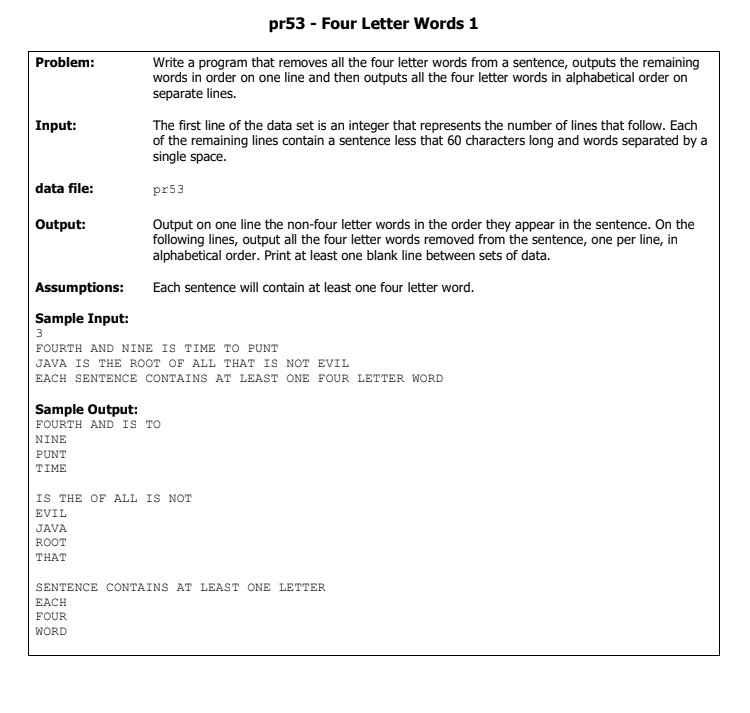 pr53 - Four Letter Words 1
Problem: Write a program that removes all the four letter words from a sentence, outputs the remaining
words in order on one line and then outputs all the four letter words in alphabetical order on
separate lines.
Input: The first line of the data set is an integer that represents the number of lines that follow. Each
of the remaining lines contain a sentence less that 60 characters long and words separated by a
single space.
data file: pr53
Output: Output on one line the non-four letter words in the order they appear in the sentence. On the
following lines, output all the four letter words removed from the sentence, one per line, in
alphabetical order. Print at least one blank line between sets of data.
Assumptions: Each sentence will contain at least one four letter word.
Sample Input:
3
FOURTH AND NINE IS TIME TO PUNT
JAVA IS THE ROOT OF ALL THAT IS NOT EVIL
EACH SENTENCE CONTAINS AT LEAST ONE FOUR LETTER WORD
Sample Output:
FOURTH AND IS TO
NINE
PUNT
TIME
IS THE OF ALL IS NOT
EVIL
JAVA
ROOT
THAT
SENTENCE CONTAINS AT LEAST ONE LETTER
EACH
FOUR
WORD